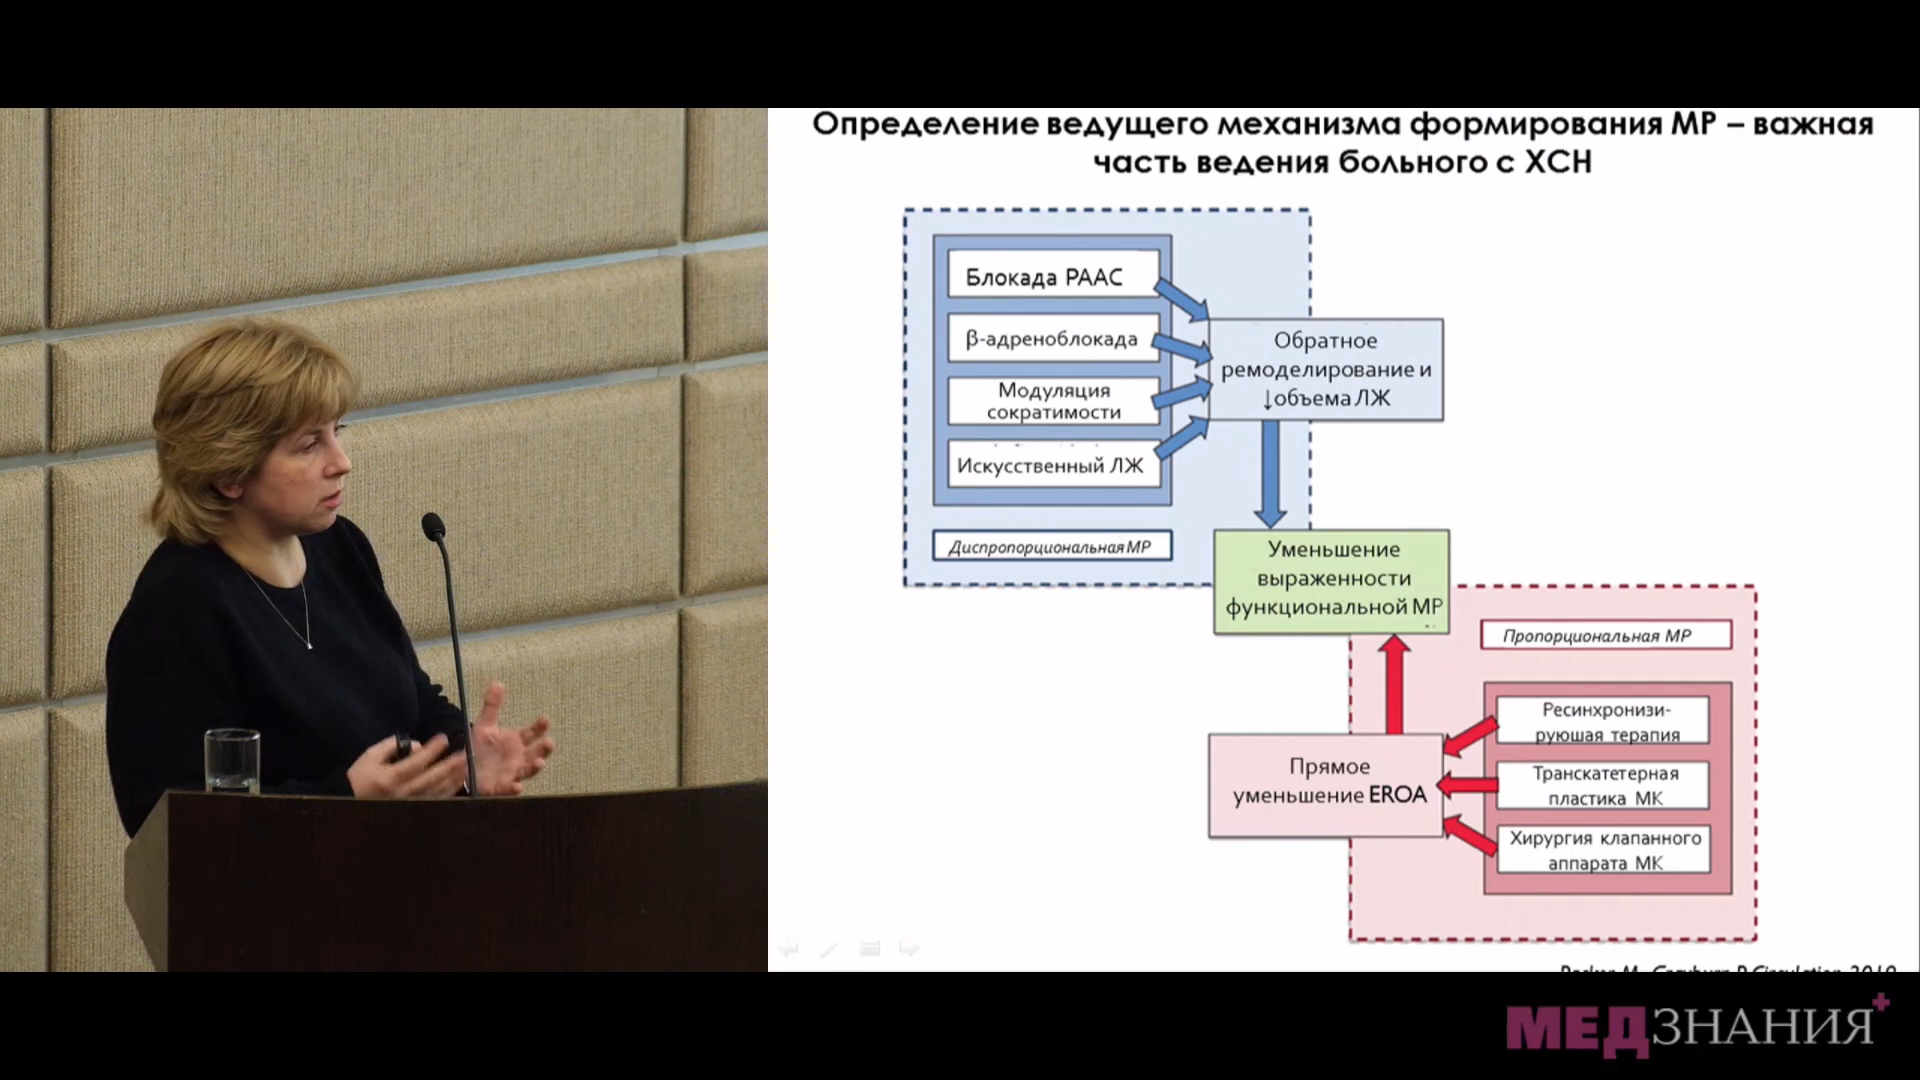 Определение ведущего механизма формирования МР – важная
часть ведения больного с ХСН
Блокада РААС
β-адреноблокада
Модуляция
сократимости
Искусственный ЛЖ
Диспропорциональная МР
Обратное
ремоделирование и
↓объема ЛЖ
Уменьшение
выраженности
функциональной МР
Пропорциональная МР
Ресинхронизи-
руюшая терапия
Транскатетерная
пластика МК
Хирургия клапанного
аппарата МК
Прямое
уменьшение EROA
МЕДЗНАНИЯ+